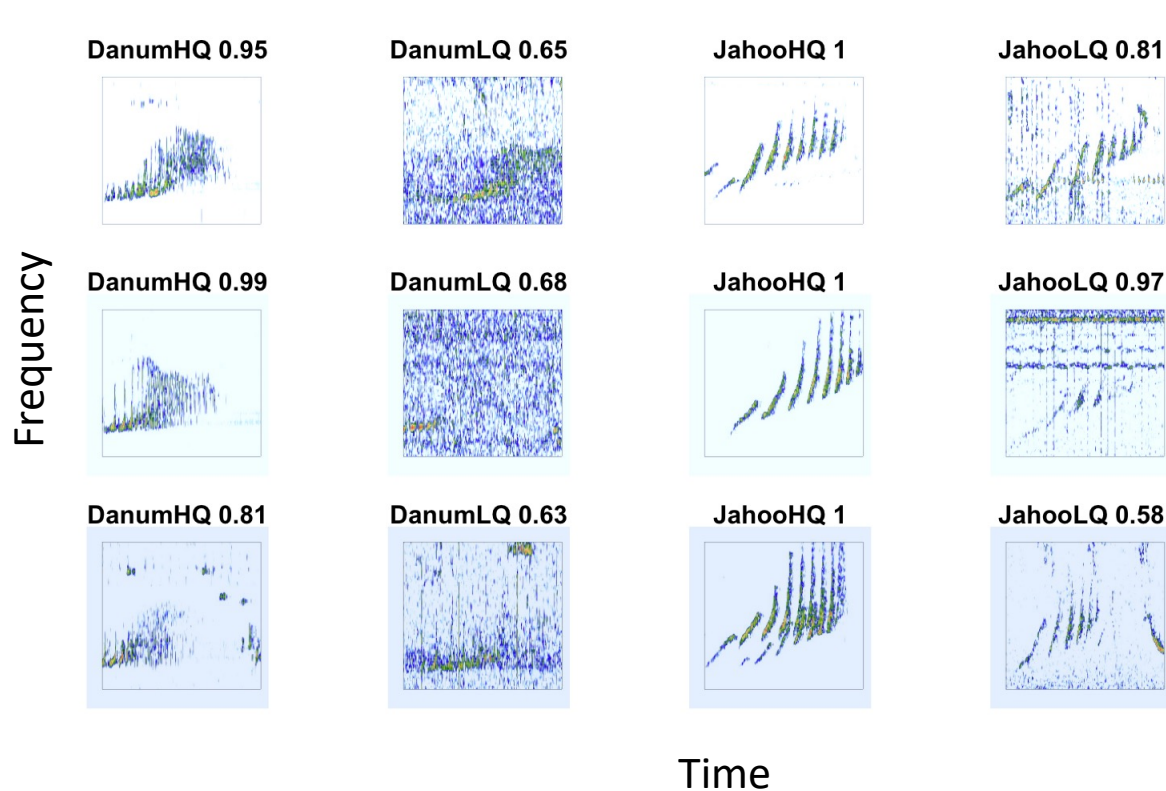 DanumHQ 0.95
DanumLQ 0.65
JahooHQ 1
JahooLQ 0.81
Frequency
DanumHQ 0.99
DanumLQ 0.68
JahooHQ 1
JahooLQ 0.97
DanumHQ 0.81
DanumLQ 0.63
JahooHQ 1
JahooLQ 0.58
Time